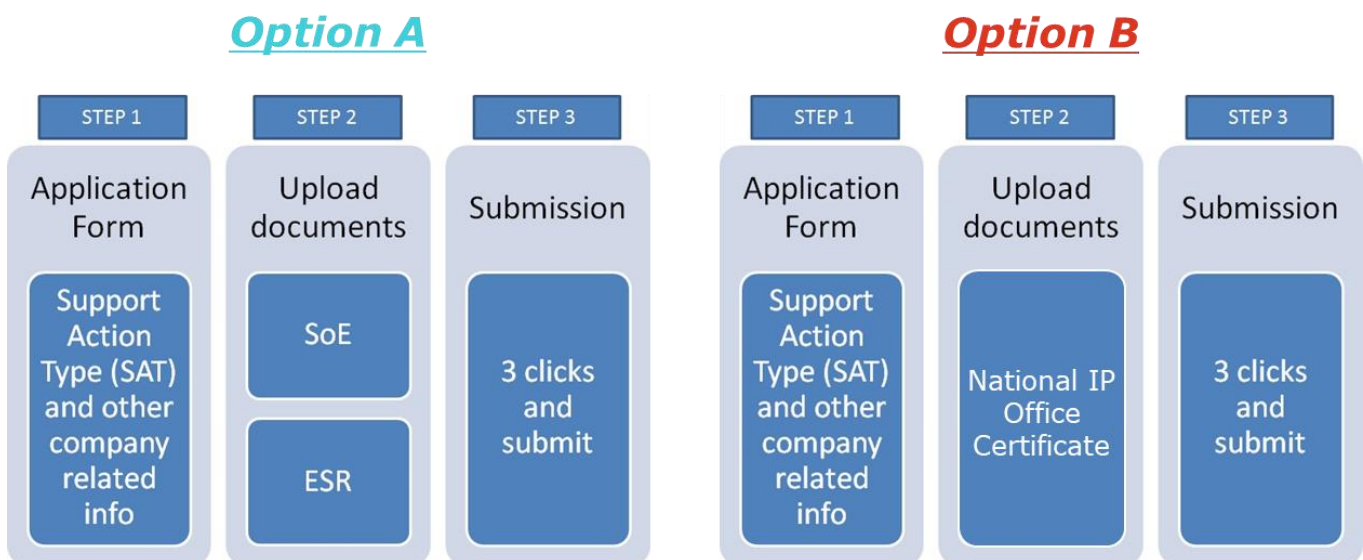 Option A
STEP 1
Application
Form
Support
Action
Type (SAT)
and other
company
related
info
STEP 2
Upload
documents
SoE
ESR
STEP 3
Submission
3 clicks
and
submit
Option B
STEP 1
Application
Form
Support
Action
Type (SAT)
and other
company
related
info
STEP 2
Upload
documents
National IP
Office
Certificate
STEP 3
Submission
3 clicks
and
submit